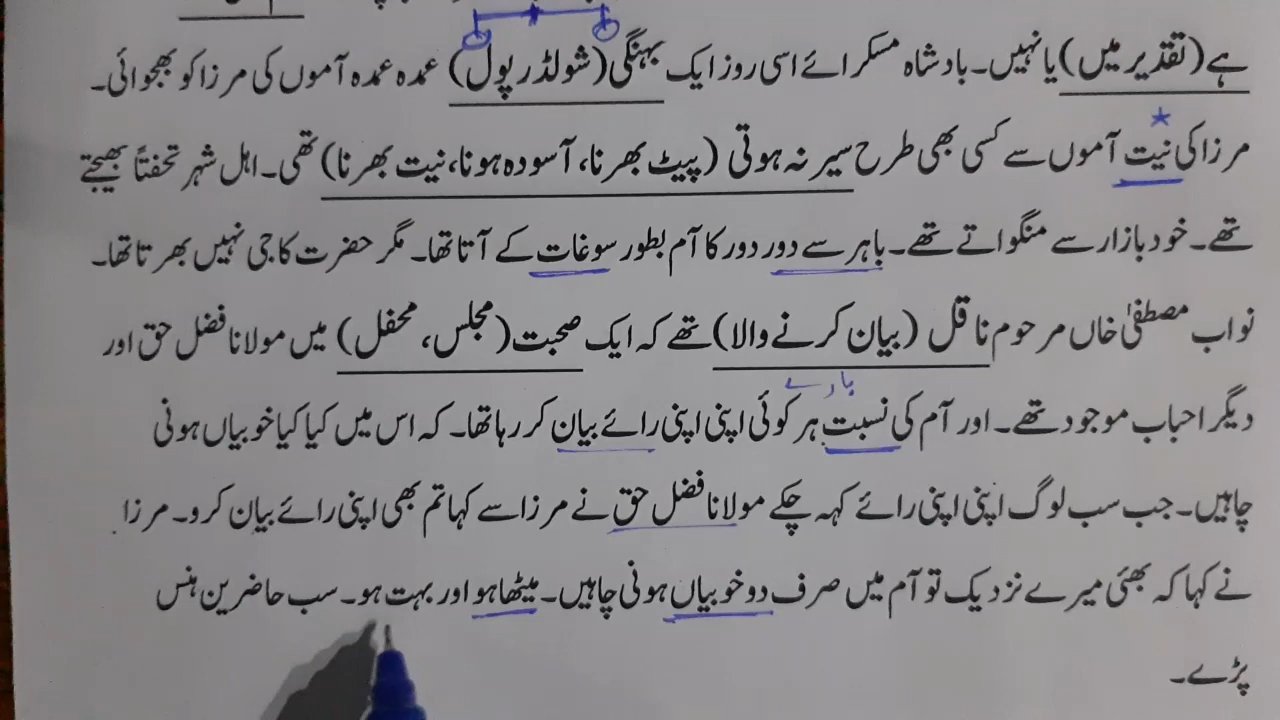 ہے (تقدیر میں) یا نہیں۔ بادشاہ مسکرائے اسی روز ایک بہنگی (شولڈر پول) عمدہ عمدہ آموں کی مرزا کو بھجوائی۔
مرزا کی نیت آموں سے کسی بھی طرح سیر نہ ہوتی (پیٹ بھرنا، آسودہ ہونا، نیت بھرنا) تھی۔ اہل شہر تحفتاً بھیجتے
تھے۔ خود بازار سے منگواتے تھے۔ باہر سے دور دور کا آم بطور سوغات کے آتا تھا۔ مگر حضرت کا جی نہیں بھرتا تھا۔
نواب مصطفیٰ خاں مرحوم ناقل (بیان کرنے والا) تھے کہ ایک صحبت (مجلس، محفل) میں مولانا فضل حق اور
بارے
دیگر احباب موجود تھے۔ اور آم کی نسبت ہر کوئی اپنی اپنی رائے بیان کر رہا تھا۔ کہ اس میں کیا کیا خوبیاں ہونی
چاہیں۔ جب سب لوگ اپنی اپنی رائے کہہ چکے مولانا فضل حق نے مرزا سے کہا تم بھی اپنی رائے بیان کرو۔ مرزا
نے کہا کہ بھئی میرے نزدیک تو آم میں صرف دو خوبیاں ہونی چاہیں۔ میٹھا ہو اور بہت ہو۔ سب حاضرین ہنس
پڑے۔